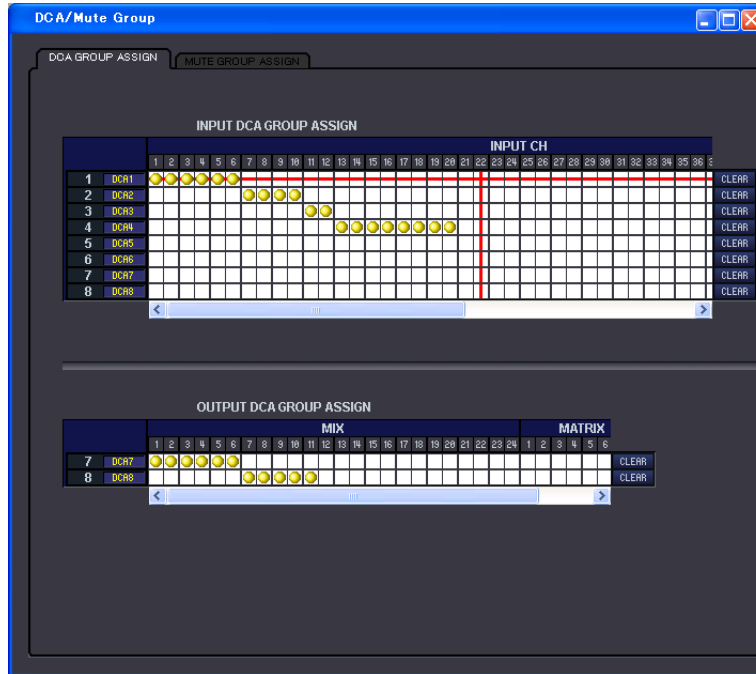 DCA/Mute Group
DCA GROUP ASSIGN MUTE GROUP ASSIGN
INPUT DCA GROUP ASSIGN
INPUT CH
1 2 3 4 5 6 7 8 9 10 11 12 13 14 15 16 17 18 19 20 21 22 23 24 25 26 27 28 29 30 31 32 33 34 35 36
1 DCA1 CLEAR
2 DCA2 CLEAR
3 DCA3 CLEAR
4 DCA4 CLEAR
5 DCA5 CLEAR
6 DCA6 CLEAR
7 DCA7 CLEAR
8 DCA8 CLEAR
OUTPUT DCA GROUP ASSIGN
MIX MATRIX
1 2 3 4 5 6 7 8 9 10 11 12 13 14 15 16 17 18 19 20 21 22 23 24 1 2 3 4 5 6
7 DCA7 CLEAR
8 DCA8 CLEAR